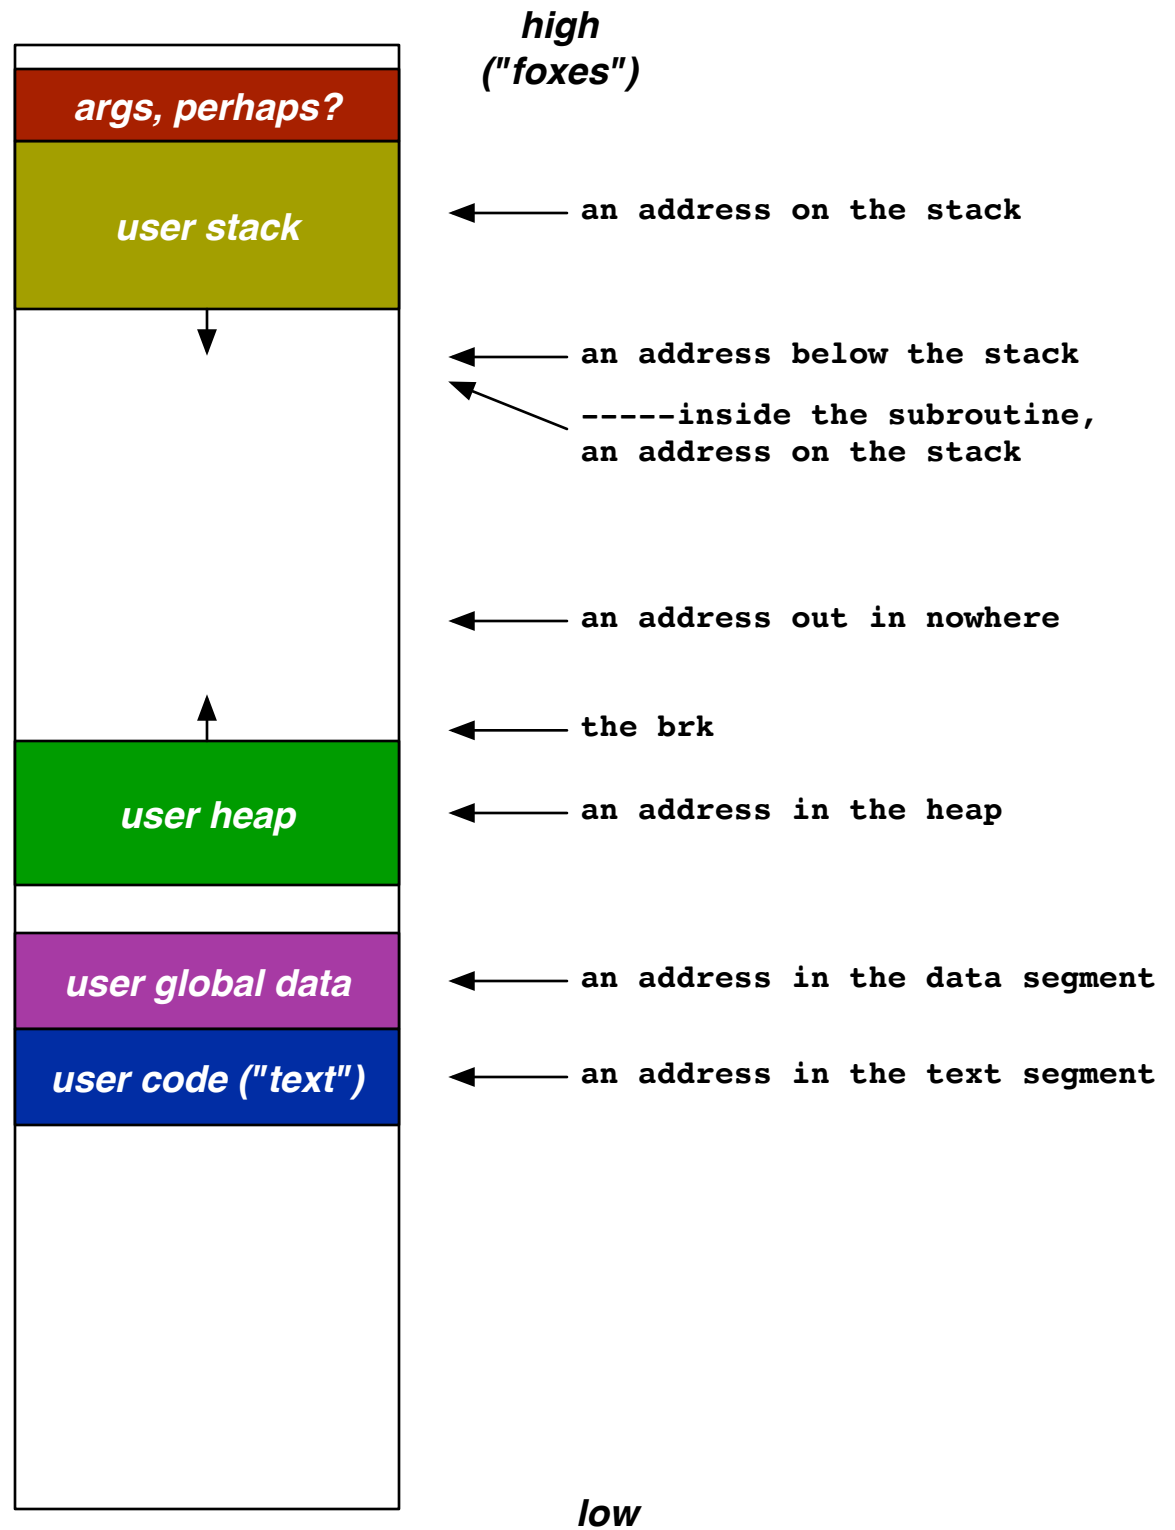 high
("foxes")
args, perhaps?
user stack
an address on the stack
an address below the stack
-----inside the subroutine,
an address on the stack
an address out in nowhere
the brk
user heap
an address in the heap
user global data
an address in the data segment
user code ("text")
an address in the text segment
low